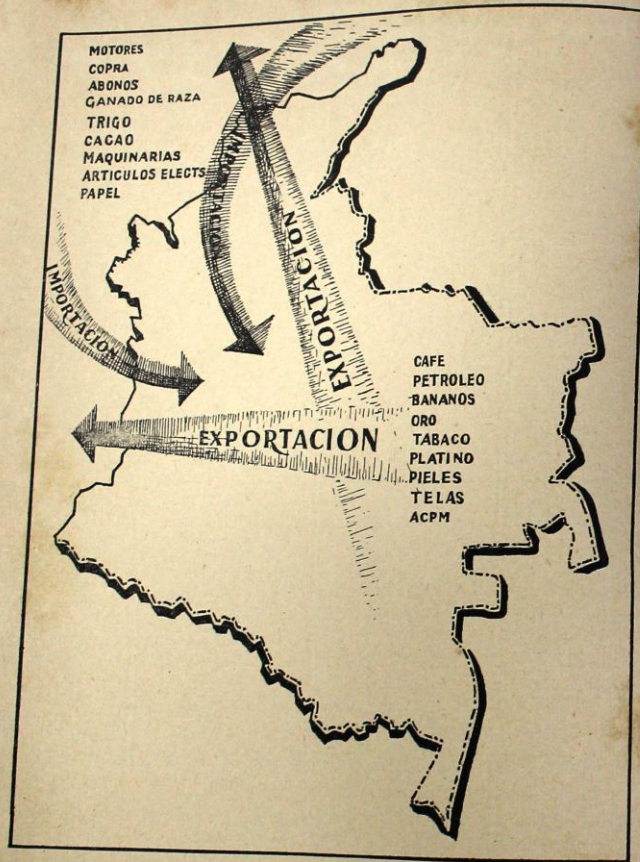 MOTORES
COPRA
ABONOS
GANADO DE RAZA
TRIGO
CACAO
MAQUINARIAS
ARTICULOS ELECTS
PAPEL
IMPORTACION
EXPORTACION
IMPORTACION
EXPORTACION
CAFE
PETROLEO
BANANOS
ORO
TABACO
PLATINO
PIELES
TELAS
ACPM